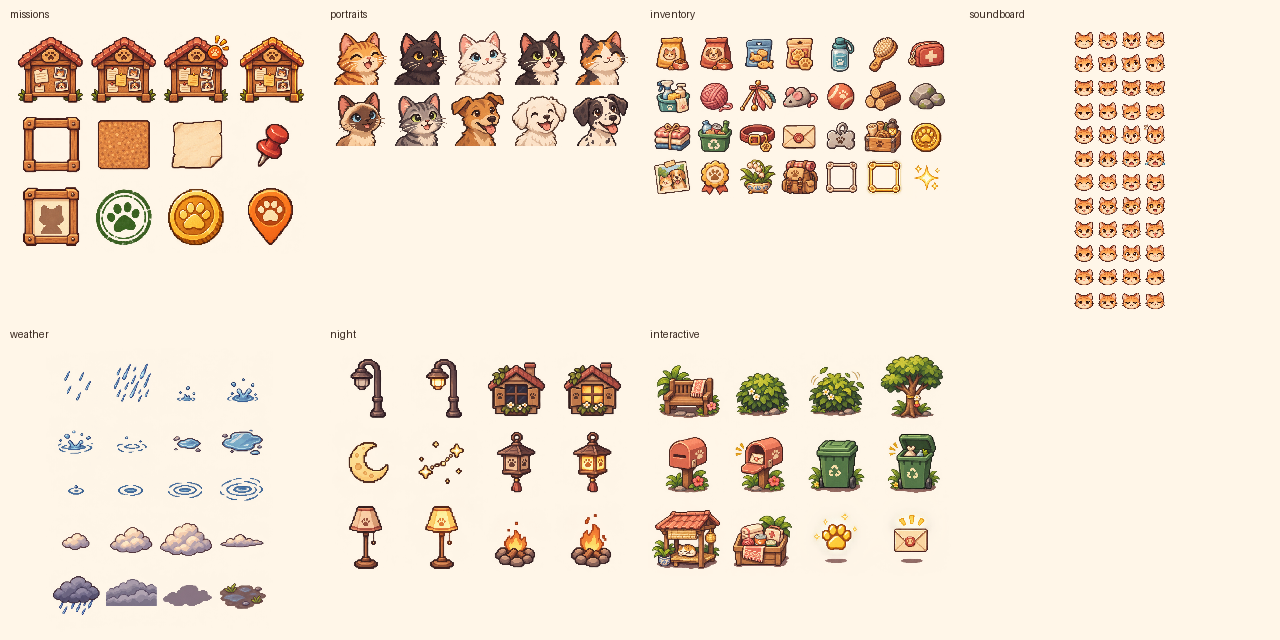 missions
portraits
inventory
soundboard
weather
night
interactive